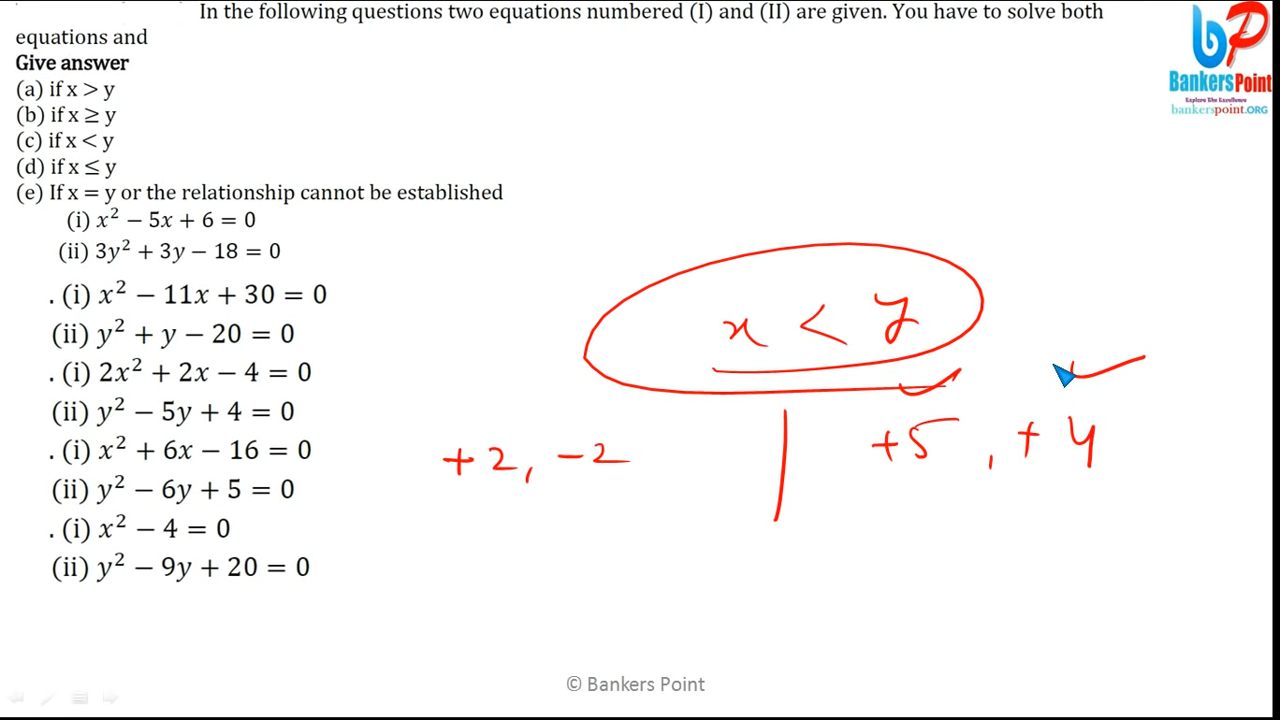 In the following questions two equations numbered (I) and (II) are given. You have to solve both
equations and
Give answer
(a) if x > y
(b) if x ≥ y
(c) if x < y
(d) if x ≤ y
(e) If x = y or the relationship cannot be established
(i) x² − 5x + 6 = 0
(ii) 3y² + 3y − 18 = 0
. (i) x² − 11x + 30 = 0
(ii) y² + y − 20 = 0
. (i) 2x² + 2x − 4 = 0
(ii) y² − 5y + 4 = 0
. (i) x² + 6x − 16 = 0
(ii) y² − 6y + 5 = 0
. (i) x² − 4 = 0
(ii) y² − 9y + 20 = 0
x < y
+2, -2 | +5, +4
bP
BankersPoint
Explore The Excellence
bankerspoint.ORG
© Bankers Point